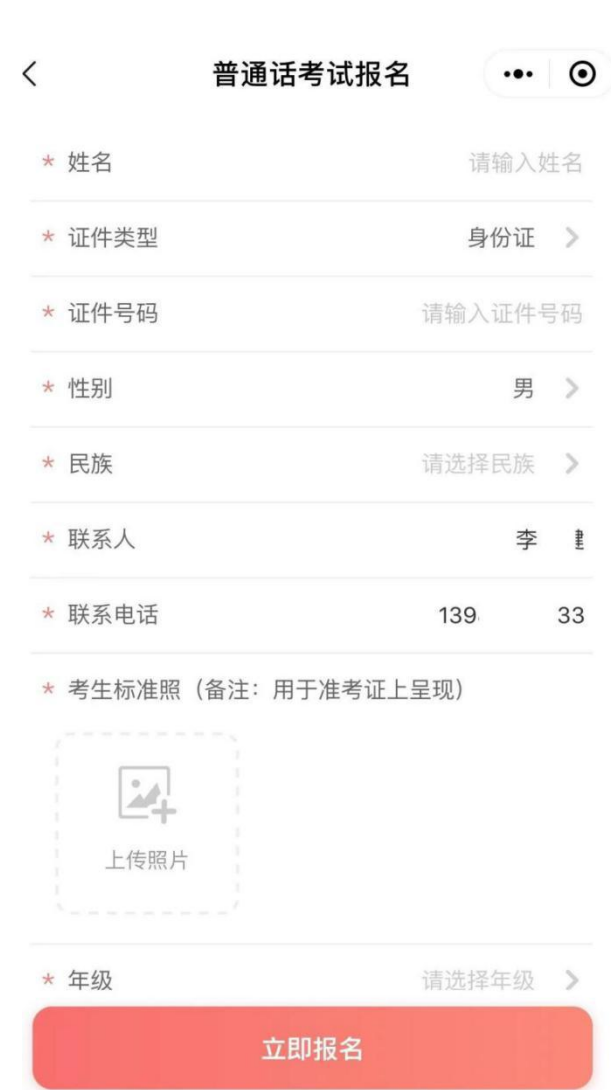 普通话考试报名
* 姓名 请输入姓名
* 证件类型 身份证
* 证件号码 请输入证件号码
* 性别 男
* 民族 请选择民族
* 联系人 李
* 联系电话 139 33
* 考生标准照（备注：用于准考证上呈现）
上传照片
* 年级 请选择年级
立即报名